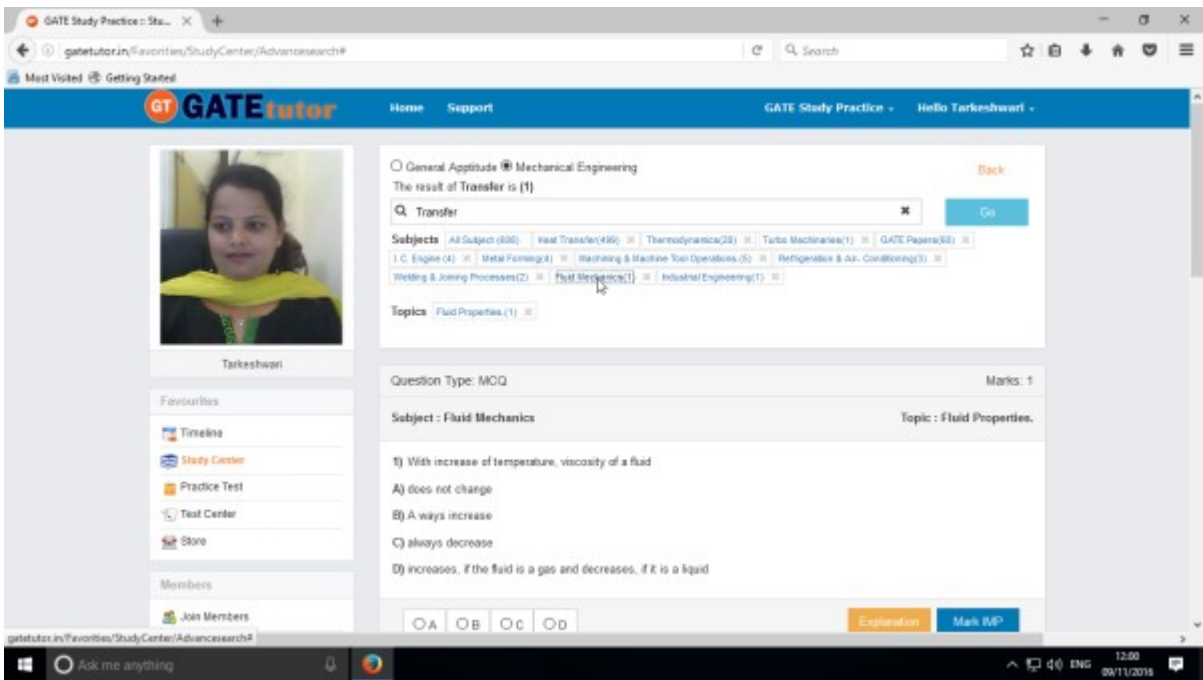 GATE Study Practice :: Stu...
gatetutor.in/Favorities/StudyCenter/Advancesearch#
Search
Most Visited
Getting Started
GT GATEtutor
Home
Support
GATE Study Practice
Hello Tarkeshwari
General Apptitude
Mechanical Engineering
Back
The result of Transfer is (1)
Transfer
Go
Subjects All Subject (608) Heat Transfer(499) Thermodynamics(28) Turbo Machinaries(1) GATE Papers(60)
I.C. Engine (4) Metal Forming(4) Machining & Machine Tool Operations (5) Refrigeration & Air- Conditioning(3)
Welding & Joining Processes(2) Fluid Mechanics(1) Industrial Engineering(1)
Topics Fluid Properties.(1)
Tarkeshwari
Favourites
Timeline
Study Center
Practice Test
Test Center
Store
Members
Join Members
Question Type: MCQ
Marks: 1
Subject : Fluid Mechanics
Topic : Fluid Properties.
1) With increase of temperature, viscosity of a fluid
A) does not change
B) A ways increase
C) always decrease
D) increases, if the fluid is a gas and decreases, if it is a liquid
A B C D
Explanation
Mark IMP
gatetutor.in/Favorities/StudyCenter/Advancesearch#
Ask me anything
ENG
12:00
09/11/2016